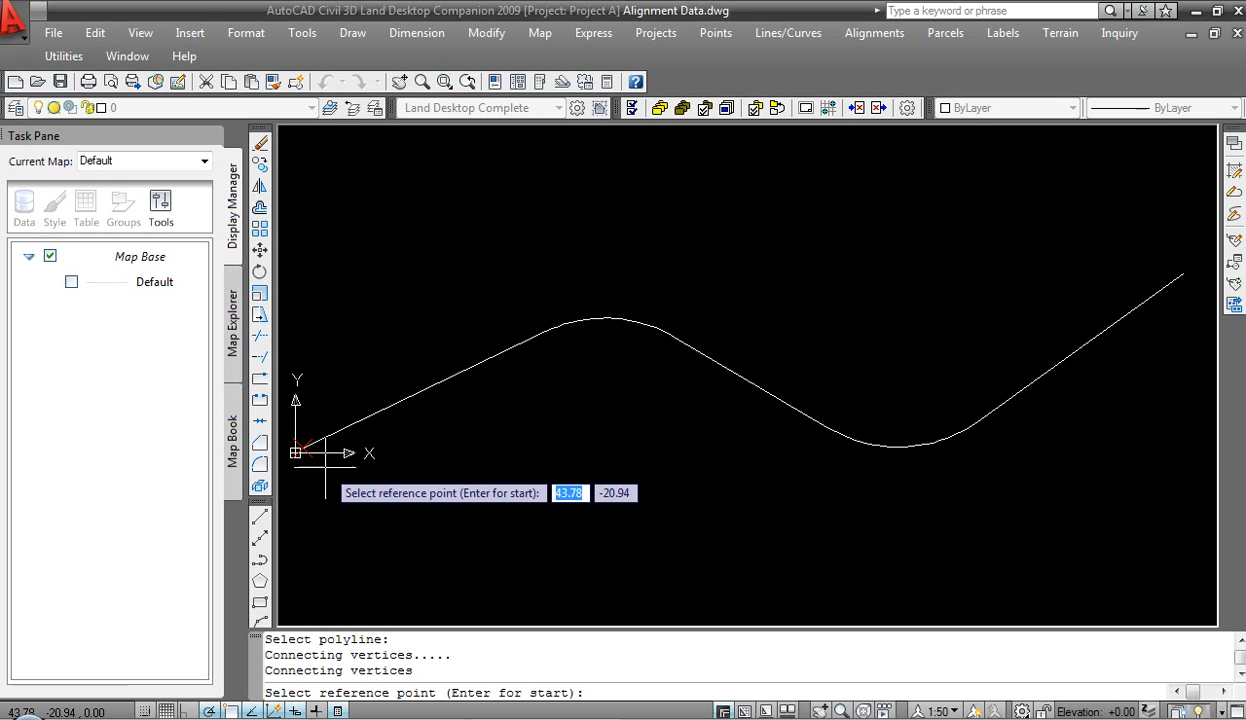 AutoCAD Civil 3D Land Desktop Companion 2009 [Project: Project A] Alignment Data.dwg
Type a keyword or phrase
File Edit View Insert Format Tools Draw Dimension Modify Map Express Projects Points Lines/Curves Alignments Parcels Labels Terrain Inquiry
Utilities Window Help
0
Land Desktop Complete
ByLayer
ByLayer
Task Pane
Current Map: Default
Data Style Table Groups Tools
Display Manager
Map Base
Default
Map Explorer
Map Book
Y
X
Select reference point (Enter for start): 43.78 -20.94
Select polyline:
Connecting vertices.....
Connecting vertices
Select reference point (Enter for start):
43.78, -20.94, 0.00
1:50
Elevation: +0.00